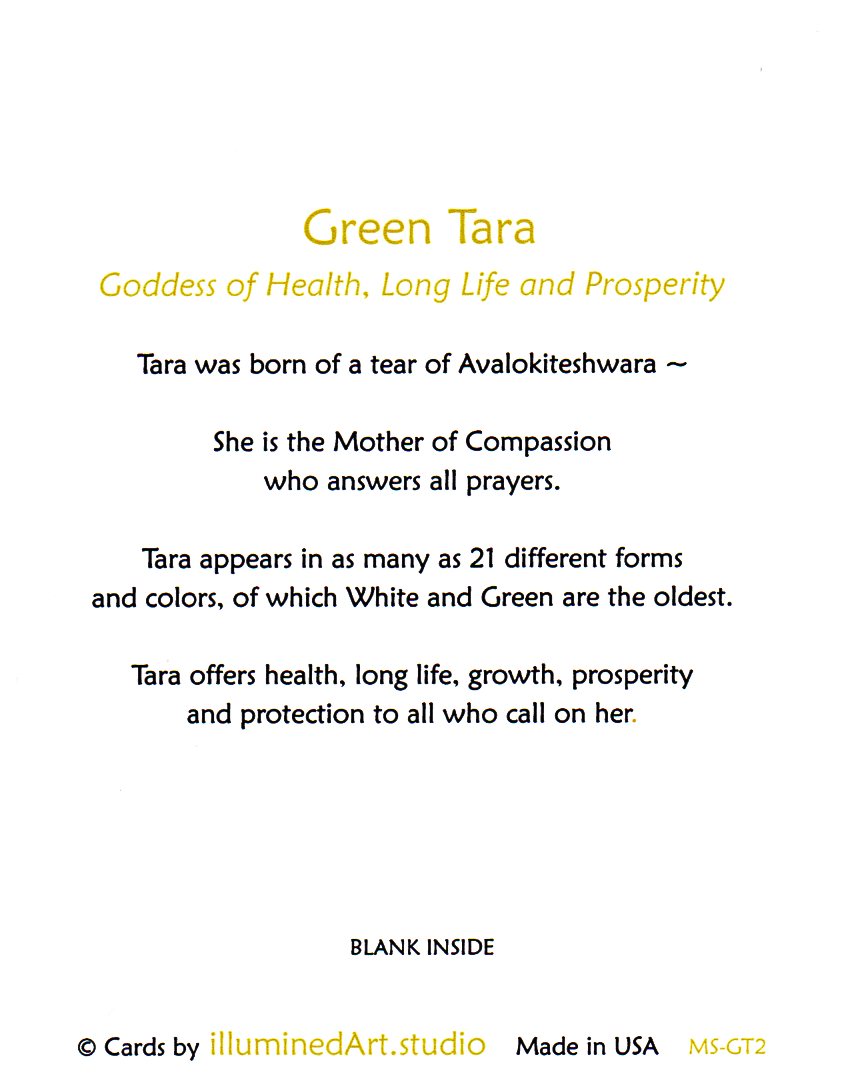 Green Tara
Goddess of Health, Long Life and Prosperity
Tara was born of a tear of Avalokiteshwara ~
She is the Mother of Compassion
who answers all prayers.
Tara appears in as many as 21 different forms
and colors, of which White and Green are the oldest.
Tara offers health, long life, growth, prosperity
and protection to all who call on her.
BLANK INSIDE
© Cards by illuminedArt.studio Made in USA MS-GT2